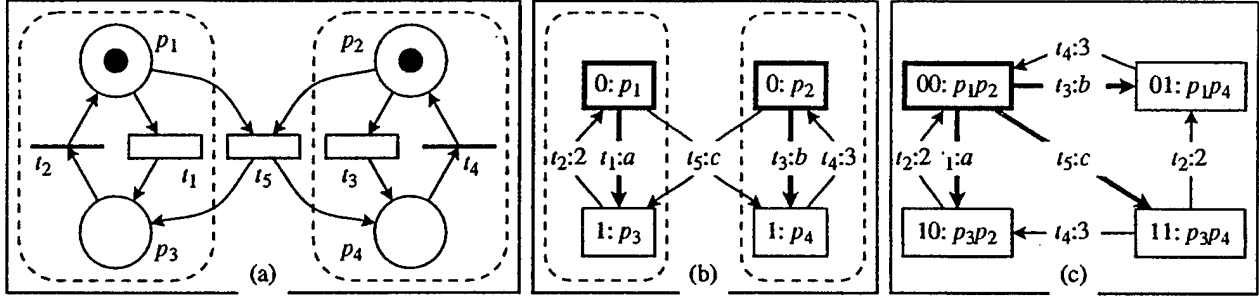 p1 p2
t2 t1 t5 t3 t4
p3 p4
(a)
0: p1 0: p2
t2:2 t1:a t5:c t3:b t4:3
1: p3 1: p4
(b)
t4:3
00: p1p2 t3:b 01: p1p4
t2:2 1:a t5:c t2:2
10: p3p2 t4:3 11: p3p4
(c)